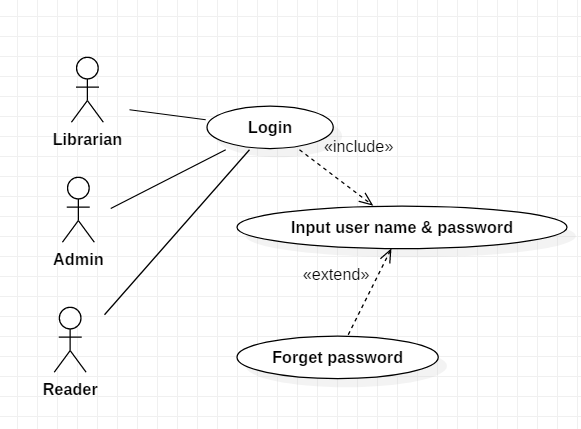 Librarian
Login
«include»
Input user name & password
Admin
«extend»
Forget password
Reader